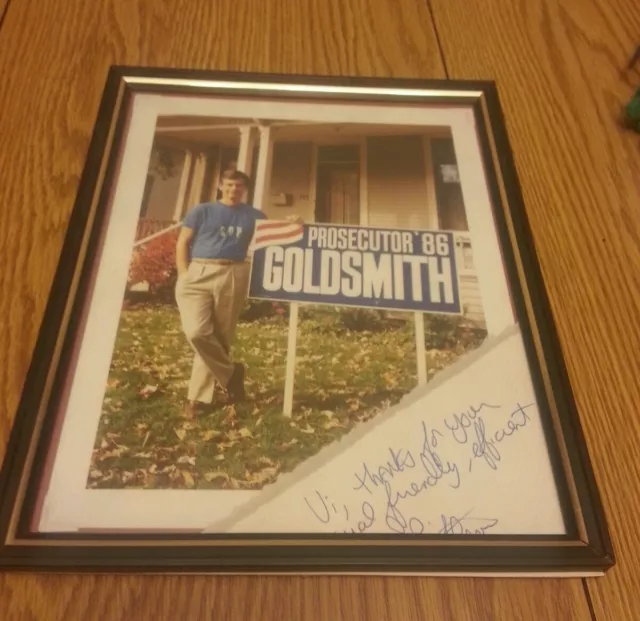 PROSECUTOR '86
GOLDSMITH
Vi, thanks for your
friendly, efficient